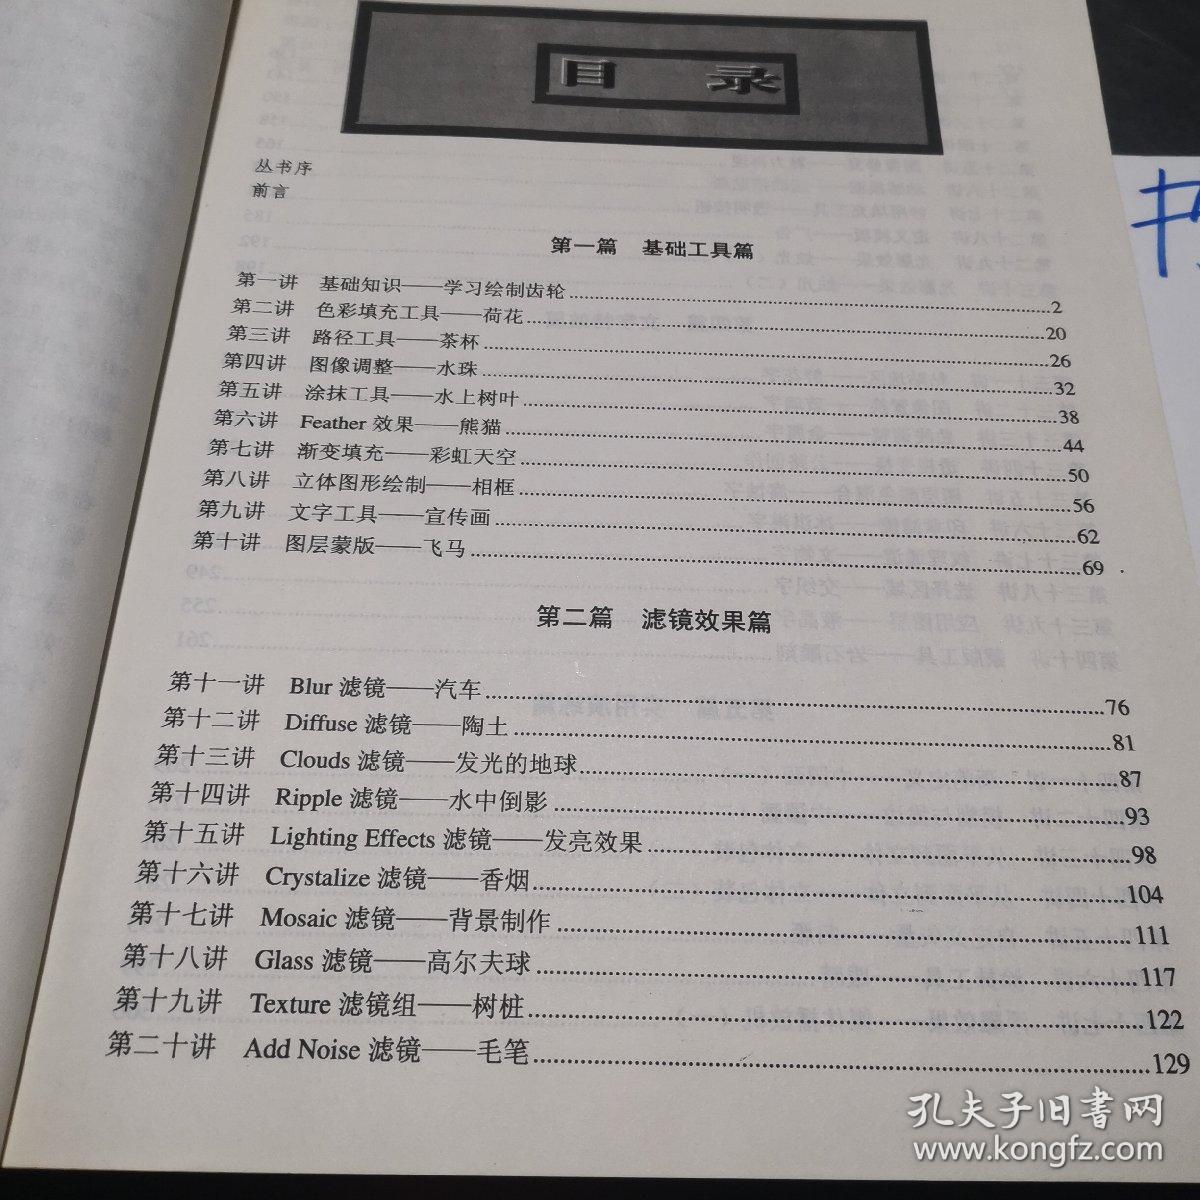 目 录
丛书序
前言
第一篇 基础工具篇
第一讲 基础知识——学习绘制齿轮 2
第二讲 色彩填充工具——荷花 20
第三讲 路径工具——茶杯 26
第四讲 图像调整——水珠 32
第五讲 涂抹工具——水上树叶 38
第六讲 Feather 效果——熊猫 44
第七讲 渐变填充——彩虹天空 50
第八讲 立体图形绘制——相框 56
第九讲 文字工具——宣传画 62
第十讲 图层蒙版——飞马 69
第二篇 滤镜效果篇
第十一讲 Blur 滤镜——汽车 76
第十二讲 Diffuse 滤镜——陶土 81
第十三讲 Clouds 滤镜——发光的地球 87
第十四讲 Ripple 滤镜——水中倒影 93
第十五讲 Lighting Effects 滤镜——发亮效果 98
第十六讲 Crystalize 滤镜——香烟 104
第十七讲 Mosaic 滤镜——背景制作 111
第十八讲 Glass 滤镜——高尔夫球 117
第十九讲 Texture 滤镜组——树桩 122
第二十讲 Add Noise 滤镜——毛笔 129
孔夫子旧书网
www.kongfz.com